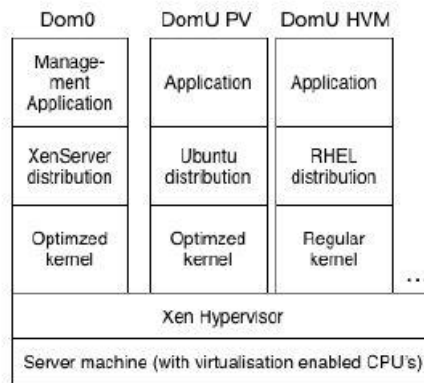 Dom0
DomU PV
DomU HVM
Manage-
ment
Application
Application
Application
XenServer
distribution
Ubuntu
distribution
RHEL
distribution
Optimzed
kernel
Optimzed
kernel
Regular
kernel
...
Xen Hypervisor
Server machine (with virtualisation enabled CPU's)